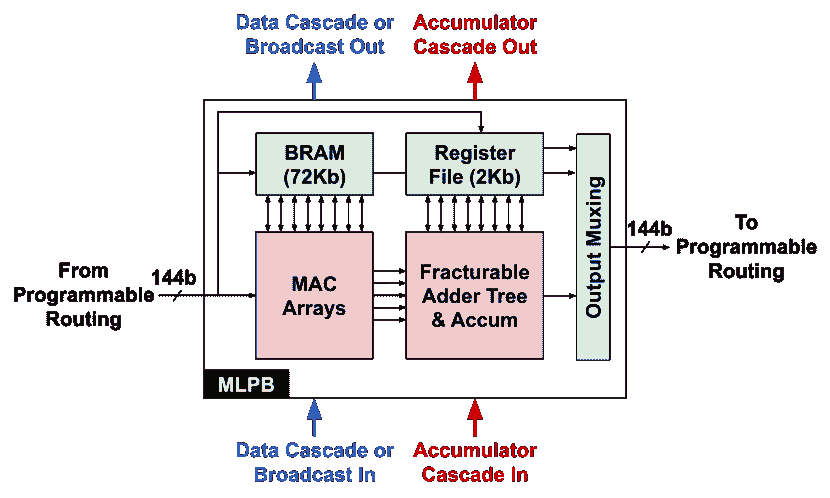 Data Cascade or
Broadcast Out
Accumulator
Cascade Out
BRAM
(72Kb)
Register
File (2Kb)
Output Muxing
144b
To
Programmable
Routing
From
Programmable
Routing
144b
MAC
Arrays
Fracturable
Adder Tree
& Accum
MLPB
Data Cascade or
Broadcast In
Accumulator
Cascade In